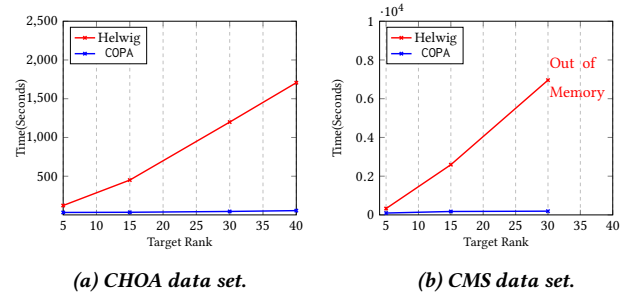 2,500
2,000
1,500
1,000
500
Time(Seconds)
Helwig
COPA
5 10 15 20 25 30 35 40
Target Rank
(a) CHOA data set.
·10⁴
1
0.8
0.6
0.4
0.2
0
Time(Seconds)
Helwig
COPA
Out of
Memory
5 10 15 20 25 30 35 40
Target Rank
(b) CMS data set.